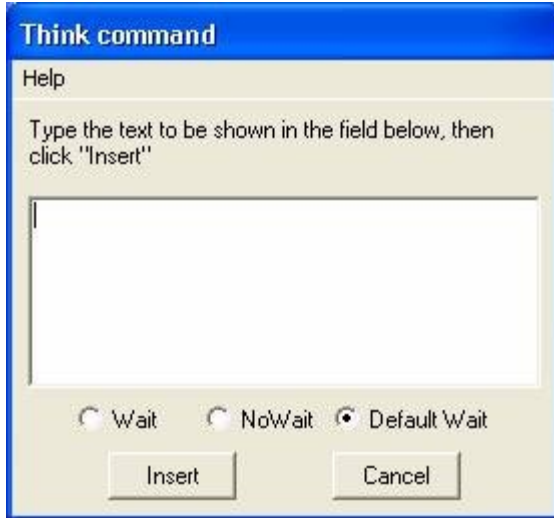 Think command
Help
Type the text to be shown in the field below, then
click "Insert"
Wait NoWait Default Wait
Insert Cancel